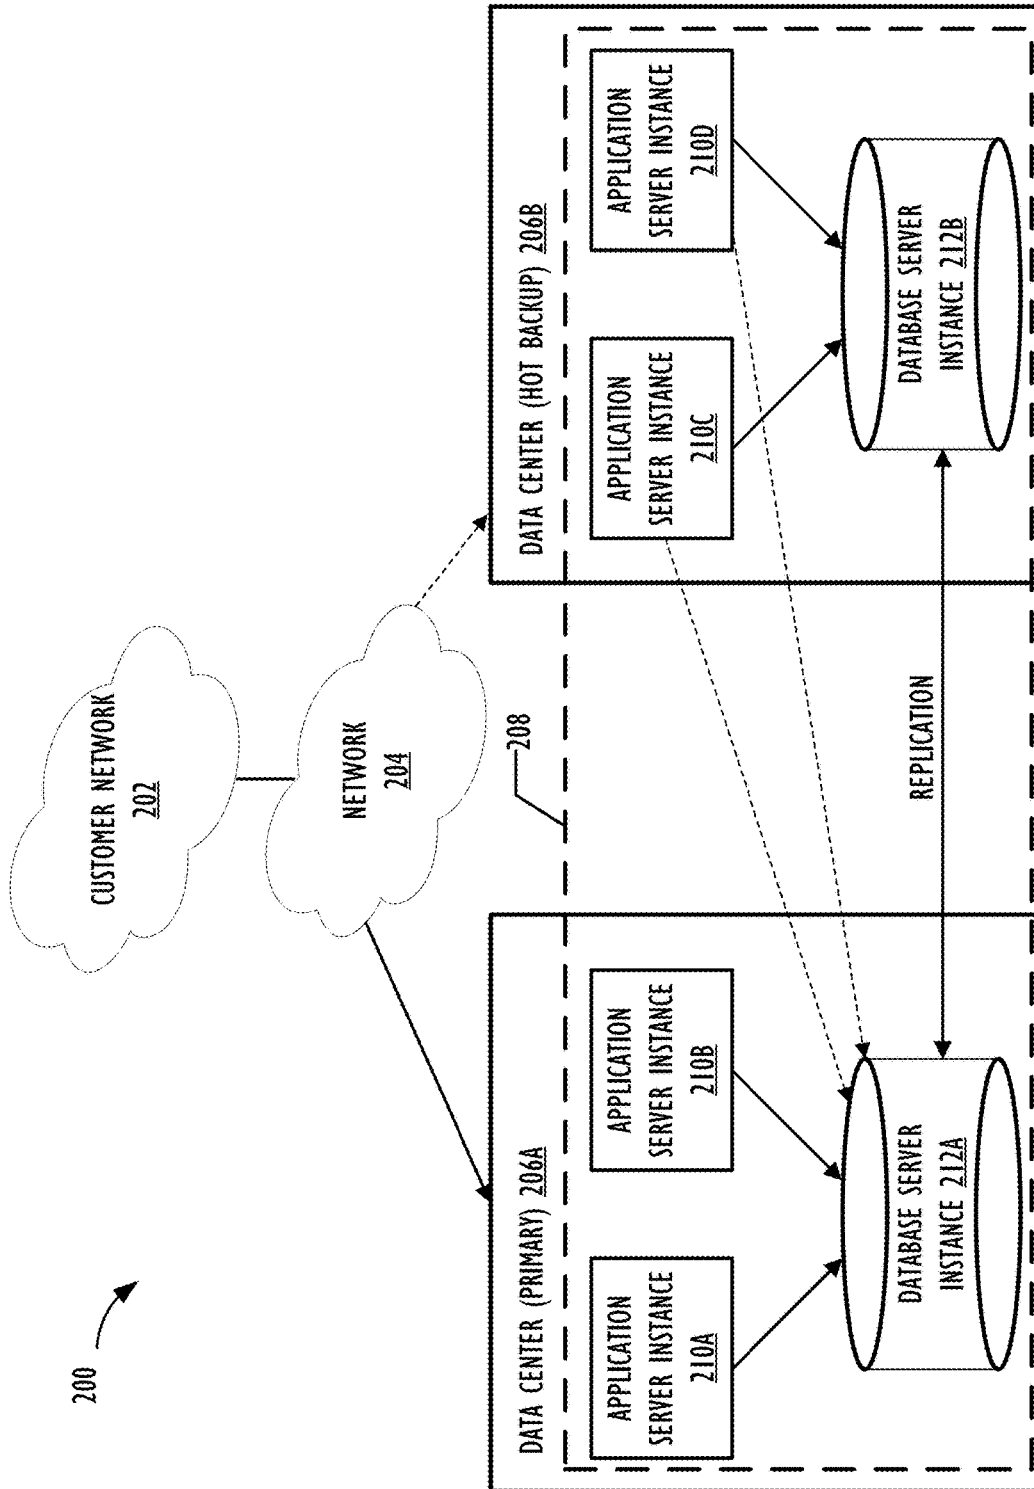 200
CUSTOMER NETWORK
202
NETWORK
204
208
DATA CENTER (PRIMARY) 206A
APPLICATION
SERVER INSTANCE
210A
APPLICATION
SERVER INSTANCE
210B
DATABASE SERVER
INSTANCE 212A
REPLICATION
DATA CENTER (HOT BACKUP) 206B
APPLICATION
SERVER INSTANCE
210C
APPLICATION
SERVER INSTANCE
210D
DATABASE SERVER
INSTANCE 212B